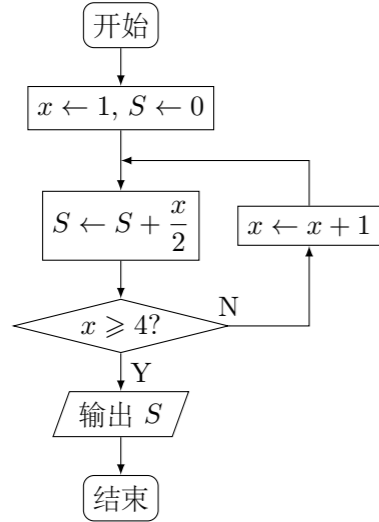 开始
x ← 1, S ← 0
S ← S + x/2
x ← x + 1
x ⩾ 4?
N
Y
输出 S
结束